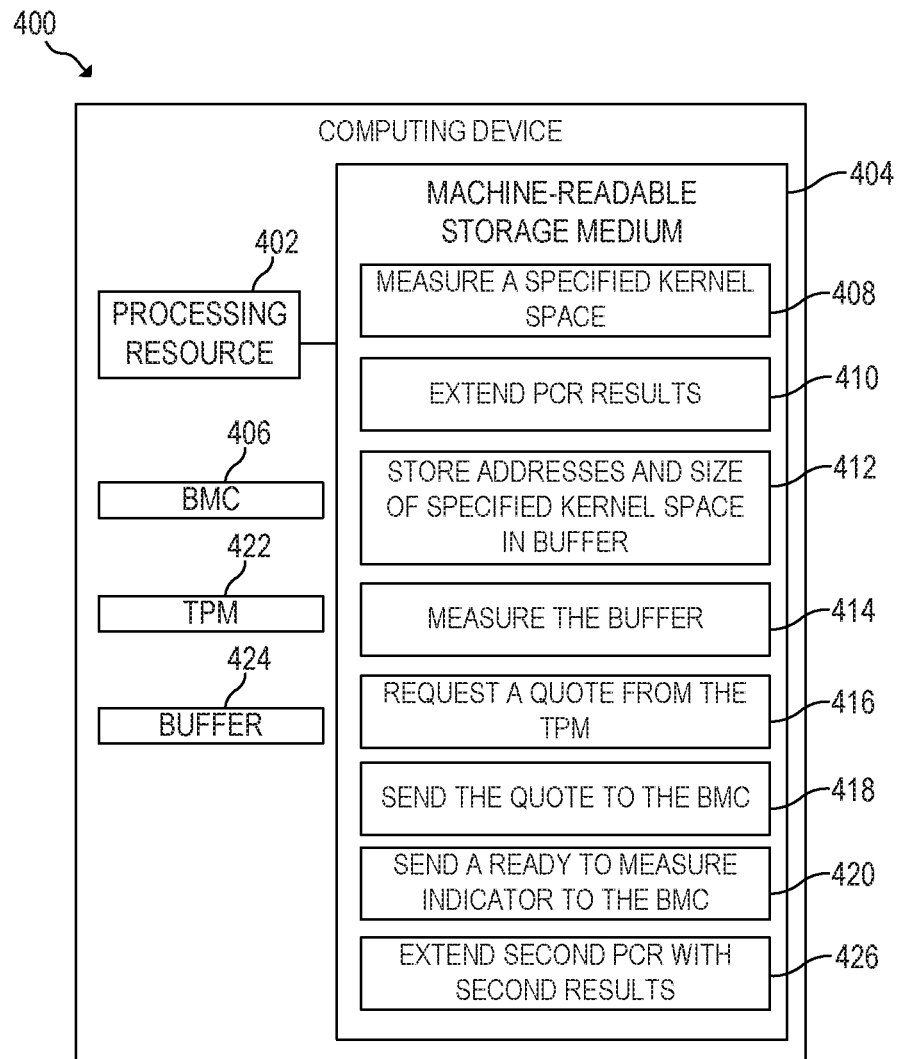 400
COMPUTING DEVICE
404
MACHINE-READABLE
STORAGE MEDIUM
402
PROCESSING
RESOURCE
MEASURE A SPECIFIED KERNEL
SPACE
408
EXTEND PCR RESULTS
410
406
BMC
STORE ADDRESSES AND SIZE
OF SPECIFIED KERNEL SPACE
IN BUFFER
412
422
TPM
MEASURE THE BUFFER
414
424
BUFFER
REQUEST A QUOTE FROM THE
TPM
416
SEND THE QUOTE TO THE BMC
418
SEND A READY TO MEASURE
INDICATOR TO THE BMC
420
EXTEND SECOND PCR WITH
SECOND RESULTS
426